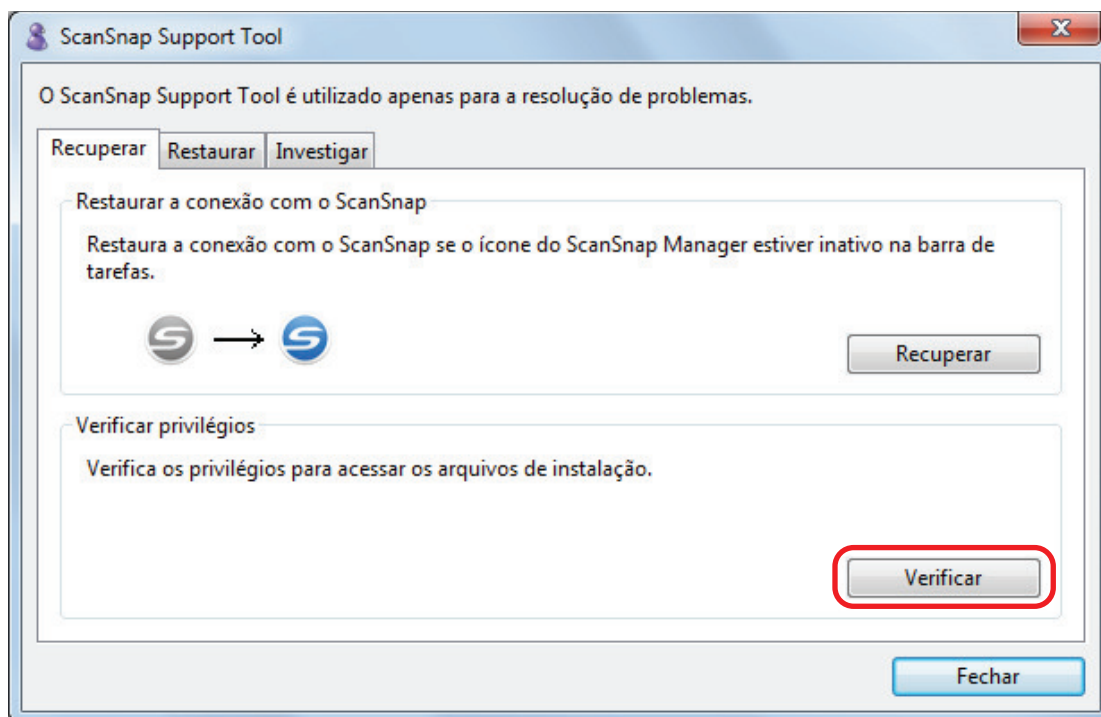 ScanSnap Support Tool
O ScanSnap Support Tool é utilizado apenas para a resolução de problemas.
Recuperar Restaurar Investigar
Restaurar a conexão com o ScanSnap
Restaura a conexão com o ScanSnap se o ícone do ScanSnap Manager estiver inativo na barra de
tarefas.
Recuperar
Verificar privilégios
Verifica os privilégios para acessar os arquivos de instalação.
Verificar
Fechar